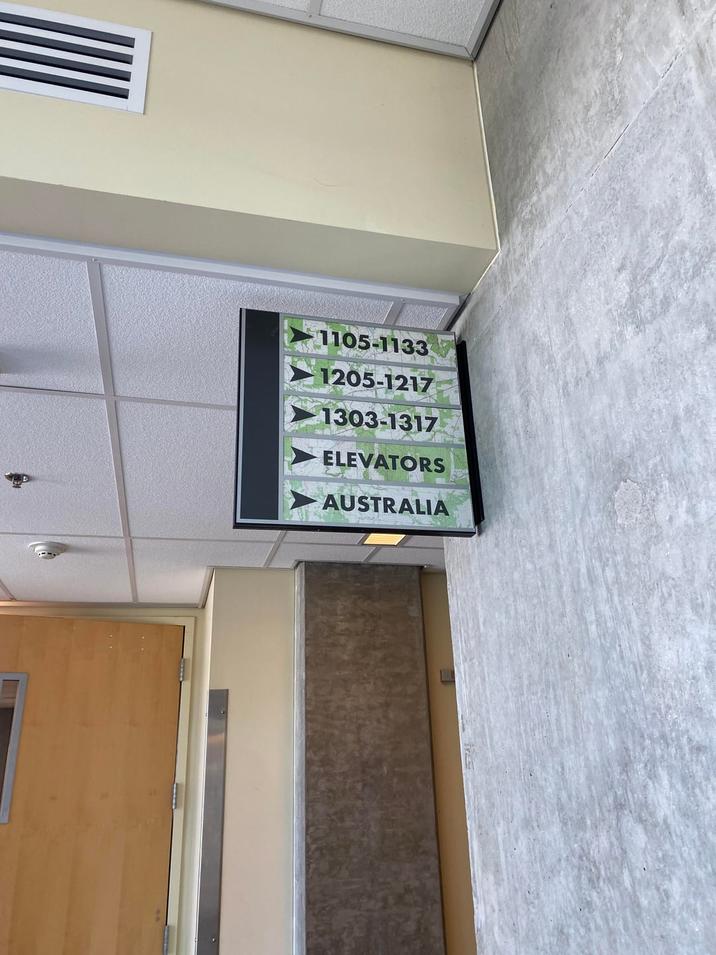 ➤ 1105-1133
➤ 1205-1217
➤ 1303-1317
➤ ELEVATORS
➤ AUSTRALIA